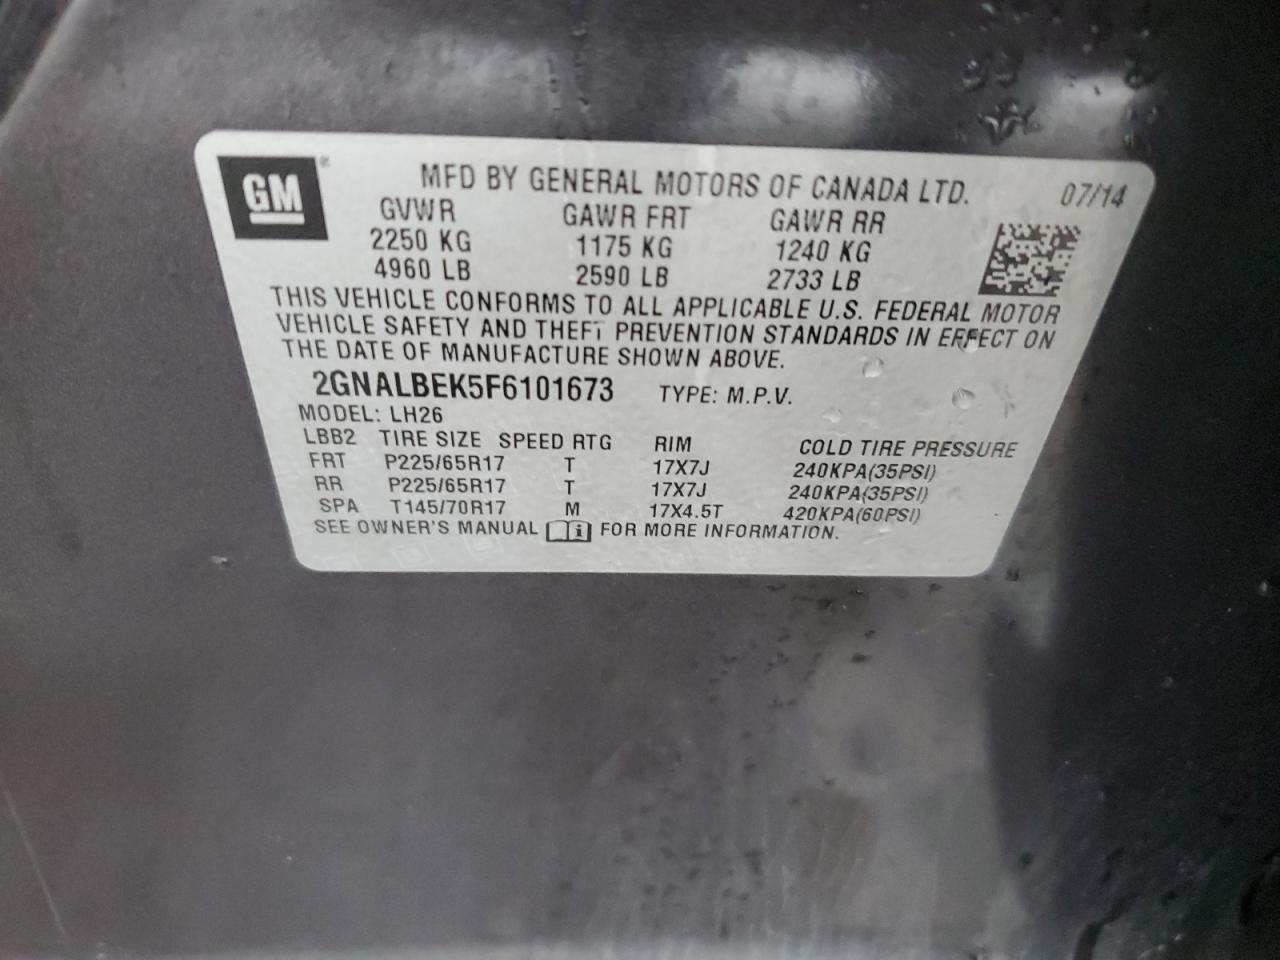 GM
MFD BY GENERAL MOTORS OF CANADA LTD. 07/14
GVWR GAWR FRT GAWR RR
2250 KG 1175 KG 1240 KG
4960 LB 2590 LB 2733 LB
THIS VEHICLE CONFORMS TO ALL APPLICABLE U.S. FEDERAL MOTOR
VEHICLE SAFETY AND THEFT PREVENTION STANDARDS IN EFFECT ON
THE DATE OF MANUFACTURE SHOWN ABOVE.
2GNALBEK5F6101673 TYPE: M.P.V.
MODEL: LH26
LBB2 TIRE SIZE SPEED RTG RIM COLD TIRE PRESSURE
FRT P225/65R17 T 17X7J 240KPA(35PSI)
RR P225/65R17 T 17X7J 240KPA(35PSI)
SPA T145/70R17 M 17X4.5T 420KPA(60PSI)
SEE OWNER'S MANUAL i FOR MORE INFORMATION.